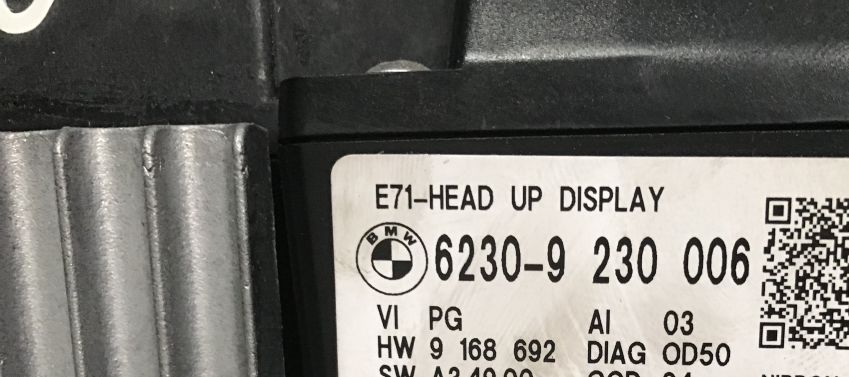 E71-HEAD UP DISPLAY
BMW 6230-9 230 006
VI PG AI 03
HW 9 168 692 DIAG OD50
SW